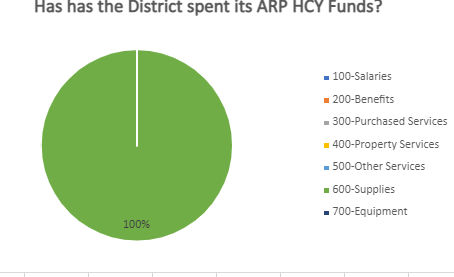 Has has the District spent its ARP HCY Funds?
100-Salaries
200-Benefits
300-Purchased Services
400-Property Services
500-Other Services
600-Supplies
700-Equipment
100%